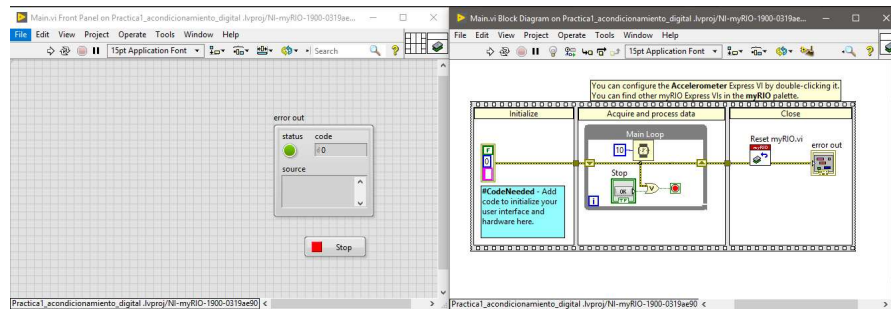 Main.vi Front Panel on Practica1_acondicionamiento_digital .lvproj/NI-myRIO-1900-0319ae...
File Edit View Project Operate Tools Window Help
15pt Application Font
Search
error out
status code
0
source
Stop
Practica1_acondicionamiento_digital .lvproj/NI-myRIO-1900-0319ae90
Main.vi Block Diagram on Practica1_acondicionamiento_digital .lvproj/NI-myRIO-1900-0319ae...
File Edit View Project Operate Tools Window Help
15pt Application Font
You can configure the Accelerometer Express VI by double-clicking it.
You can find other myRIO Express VIs in the myRIO palette.
Initialize
Acquire and process data
Close
Main Loop
10
Stop
OK
TF
i
F
0
#CodeNeeded - Add
code to initialize your
user interface and
hardware here.
Reset myRIO.vi
myRIO
error out
Practica1_acondicionamiento_digital .lvproj/NI-myRIO-1900-0319ae90